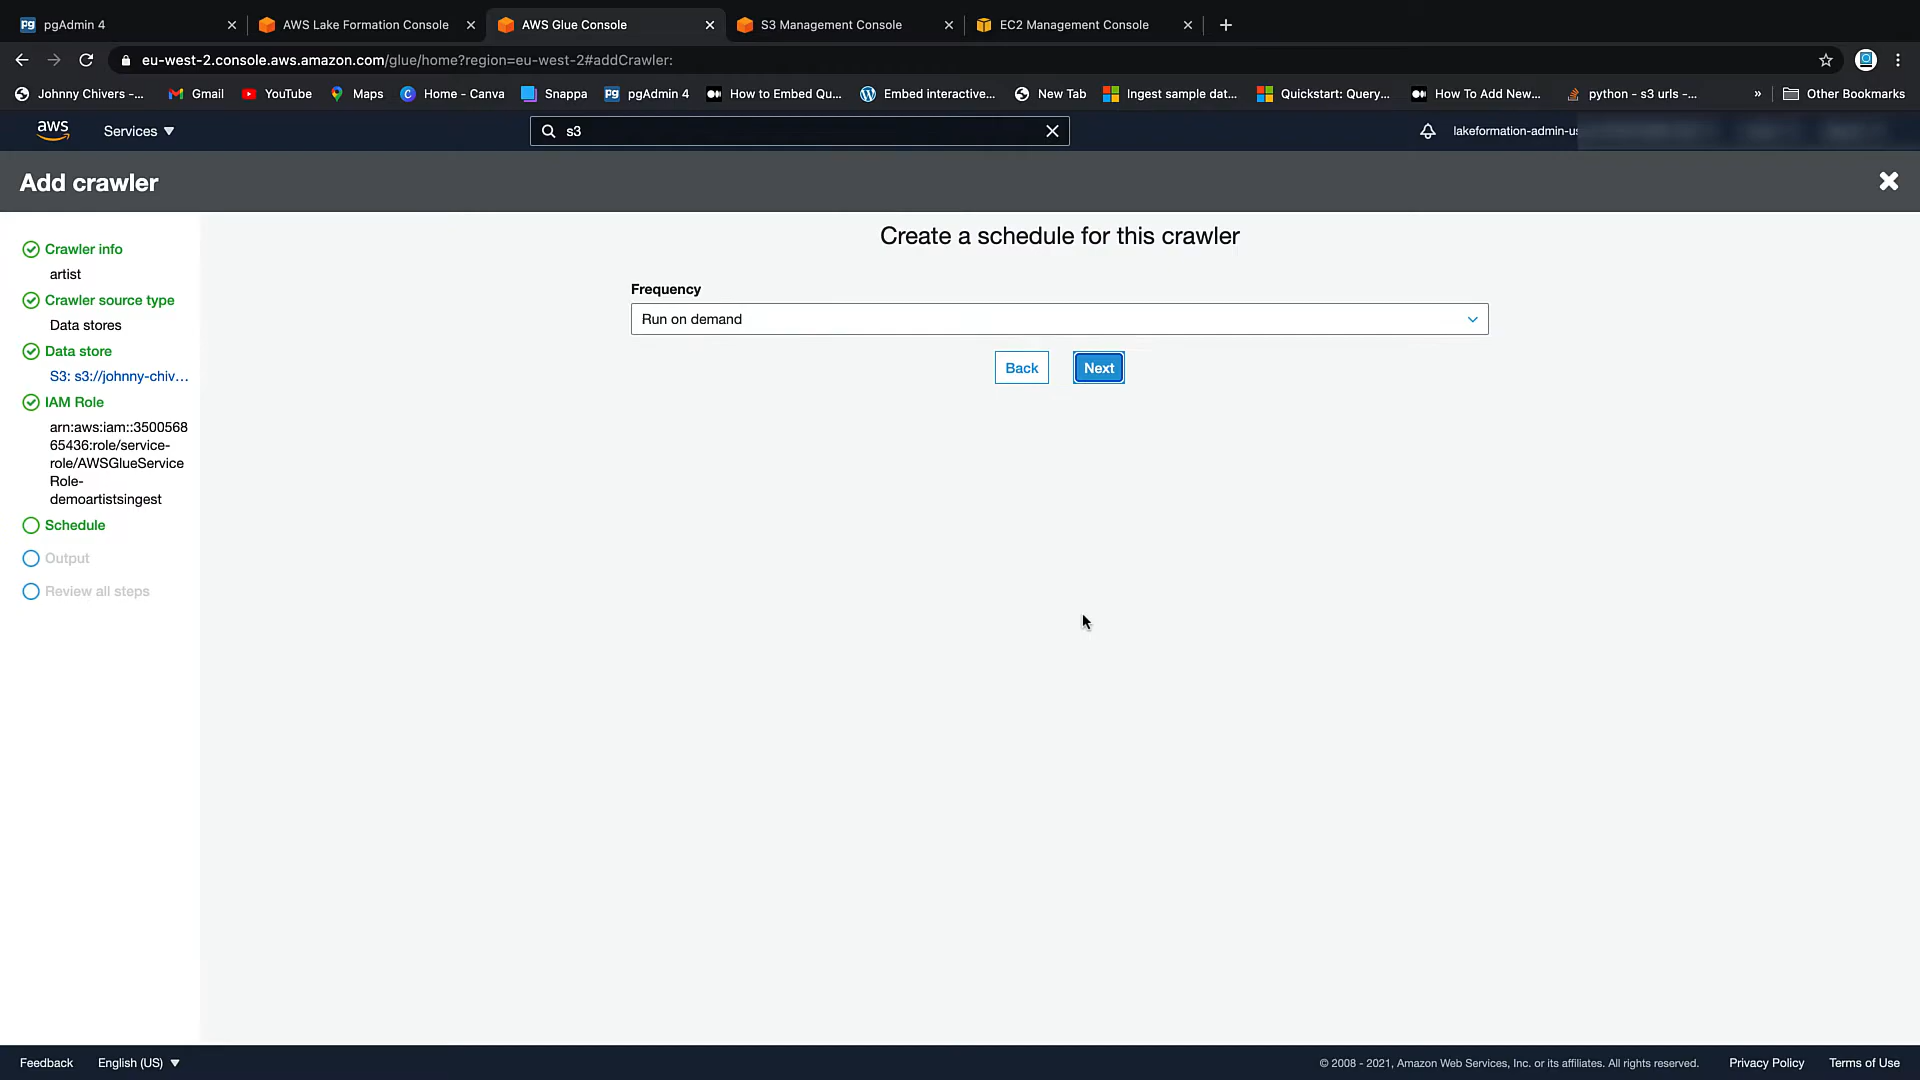 pgAdmin 4
AWS Lake Formation Console
AWS Glue Console
S3 Management Console
EC2 Management Console
eu-west-2.console.aws.amazon.com/glue/home?region=eu-west-2#addCrawler:
Johnny Chivers -...
Gmail
YouTube
Maps
Home - Canva
Snappa
pgAdmin 4
How to Embed Qu...
Embed interactive...
New Tab
Ingest sample dat...
Quickstart: Query...
How To Add New...
python - s3 urls -...
»
Other Bookmarks
aws
Services
s3
lakeformation-admin-us
Add crawler
Crawler info
artist
Crawler source type
Data stores
Data store
S3: s3://johnny-chiv...
IAM Role
arn:aws:iam::3500568
65436:role/service-
role/AWSGlueService
Role-
demoartistsingest
Schedule
Output
Review all steps
Create a schedule for this crawler
Frequency
Run on demand
Back
Next
Feedback
English (US)
© 2008 - 2021, Amazon Web Services, Inc. or its affiliates. All rights reserved.
Privacy Policy
Terms of Use